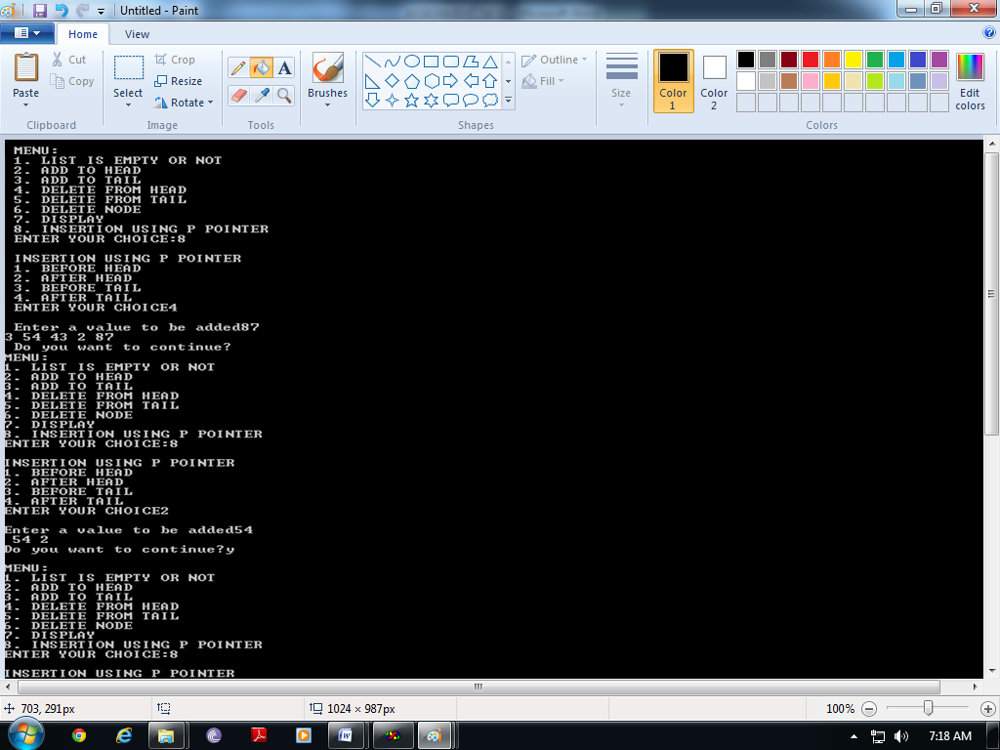 Untitled - Paint
Home View
Paste
Cut
Copy
Clipboard
Select
Crop
Resize
Rotate
Image
A
Tools
Brushes
Outline
Fill
Shapes
Size
Color 1
Color 2
Edit colors
Colors
MENU:
1. LIST IS EMPTY OR NOT
2. ADD TO HEAD
3. ADD TO TAIL
4. DELETE FROM HEAD
5. DELETE FROM TAIL
6. DELETE NODE
7. DISPLAY
8. INSERTION USING P POINTER
ENTER YOUR CHOICE:8
INSERTION USING P POINTER
1. BEFORE HEAD
2. AFTER HEAD
3. BEFORE TAIL
4. AFTER TAIL
ENTER YOUR CHOICE4
Enter a value to be added87
3 54 43 2 87
Do you want to continue?
MENU:
1. LIST IS EMPTY OR NOT
2. ADD TO HEAD
3. ADD TO TAIL
4. DELETE FROM HEAD
5. DELETE FROM TAIL
6. DELETE NODE
7. DISPLAY
8. INSERTION USING P POINTER
ENTER YOUR CHOICE:8
INSERTION USING P POINTER
1. BEFORE HEAD
2. AFTER HEAD
3. BEFORE TAIL
4. AFTER TAIL
ENTER YOUR CHOICE2
Enter a value to be added54
54 2
Do you want to continue?y
MENU:
1. LIST IS EMPTY OR NOT
2. ADD TO HEAD
3. ADD TO TAIL
4. DELETE FROM HEAD
5. DELETE FROM TAIL
6. DELETE NODE
7. DISPLAY
8. INSERTION USING P POINTER
ENTER YOUR CHOICE:8
INSERTION USING P POINTER
703, 291px
1024 × 987px
100%
7:18 AM